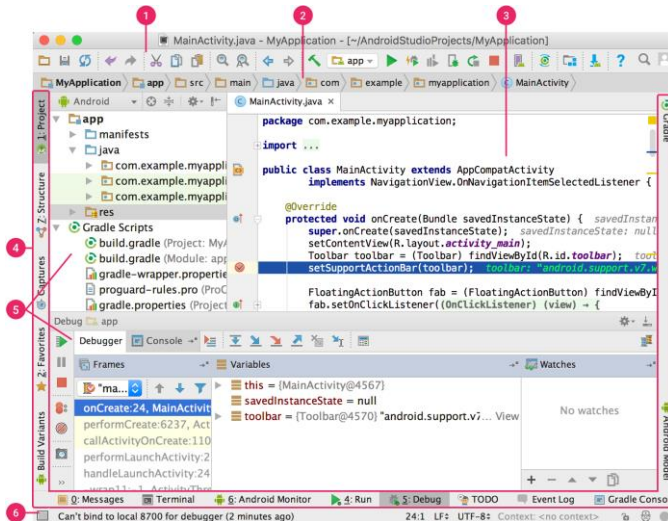 1
2
3
MainActivity.java - MyApplication - [~/AndroidStudioProjects/MyApplication]
app
MyApplication app src main java com example myapplication MainActivity
1: Project
Android
MainActivity.java ×
Gradle
app
manifests
java
com.example.myappli
com.example.myappli
com.example.myappli
res
Gradle Scripts
build.gradle (Project: MyA
build.gradle (Module: app
gradle-wrapper.propertie
proguard-rules.pro (ProG
gradle.properties (Project
package com.example.myapplication;
import ...
public class MainActivity extends AppCompatActivity
implements NavigationView.OnNavigationItemSelectedListener {
@Override
protected void onCreate(Bundle savedInstanceState) { savedInstan
super.onCreate(savedInstanceState); savedInstanceState: null
setContentView(R.layout.activity_main);
Toolbar toolbar = (Toolbar) findViewById(R.id.toolbar); tool
setSupportActionBar(toolbar); toolbar: "android.support.v7.w
FloatingActionButton fab = (FloatingActionButton) findViewByI
fab.setOnClickListener((OnClickListener) (view) → {
Z: Structure
4
Captures
5
2: Favorites
Build Variants
Debug app
Debugger Console
Frames Variables Watches
"ma...
onCreate:24, MainActivit
performCreate:6237, Act
callActivityOnCreate:110
performLaunchActivity:2
handleLaunchActivity:24
-wrap11:-1, ActivityThre
this = {MainActivity@4567}
savedInstanceState = null
toolbar = {Toolbar@4570} "android.support.v7... View
No watches
Android Model
0: Messages Terminal 6: Android Monitor 4: Run 5: Debug TODO Event Log Gradle Conso
6
Can't bind to local 8700 for debugger (2 minutes ago)
24:1 LF÷ UTF-8÷ Context: <no context>